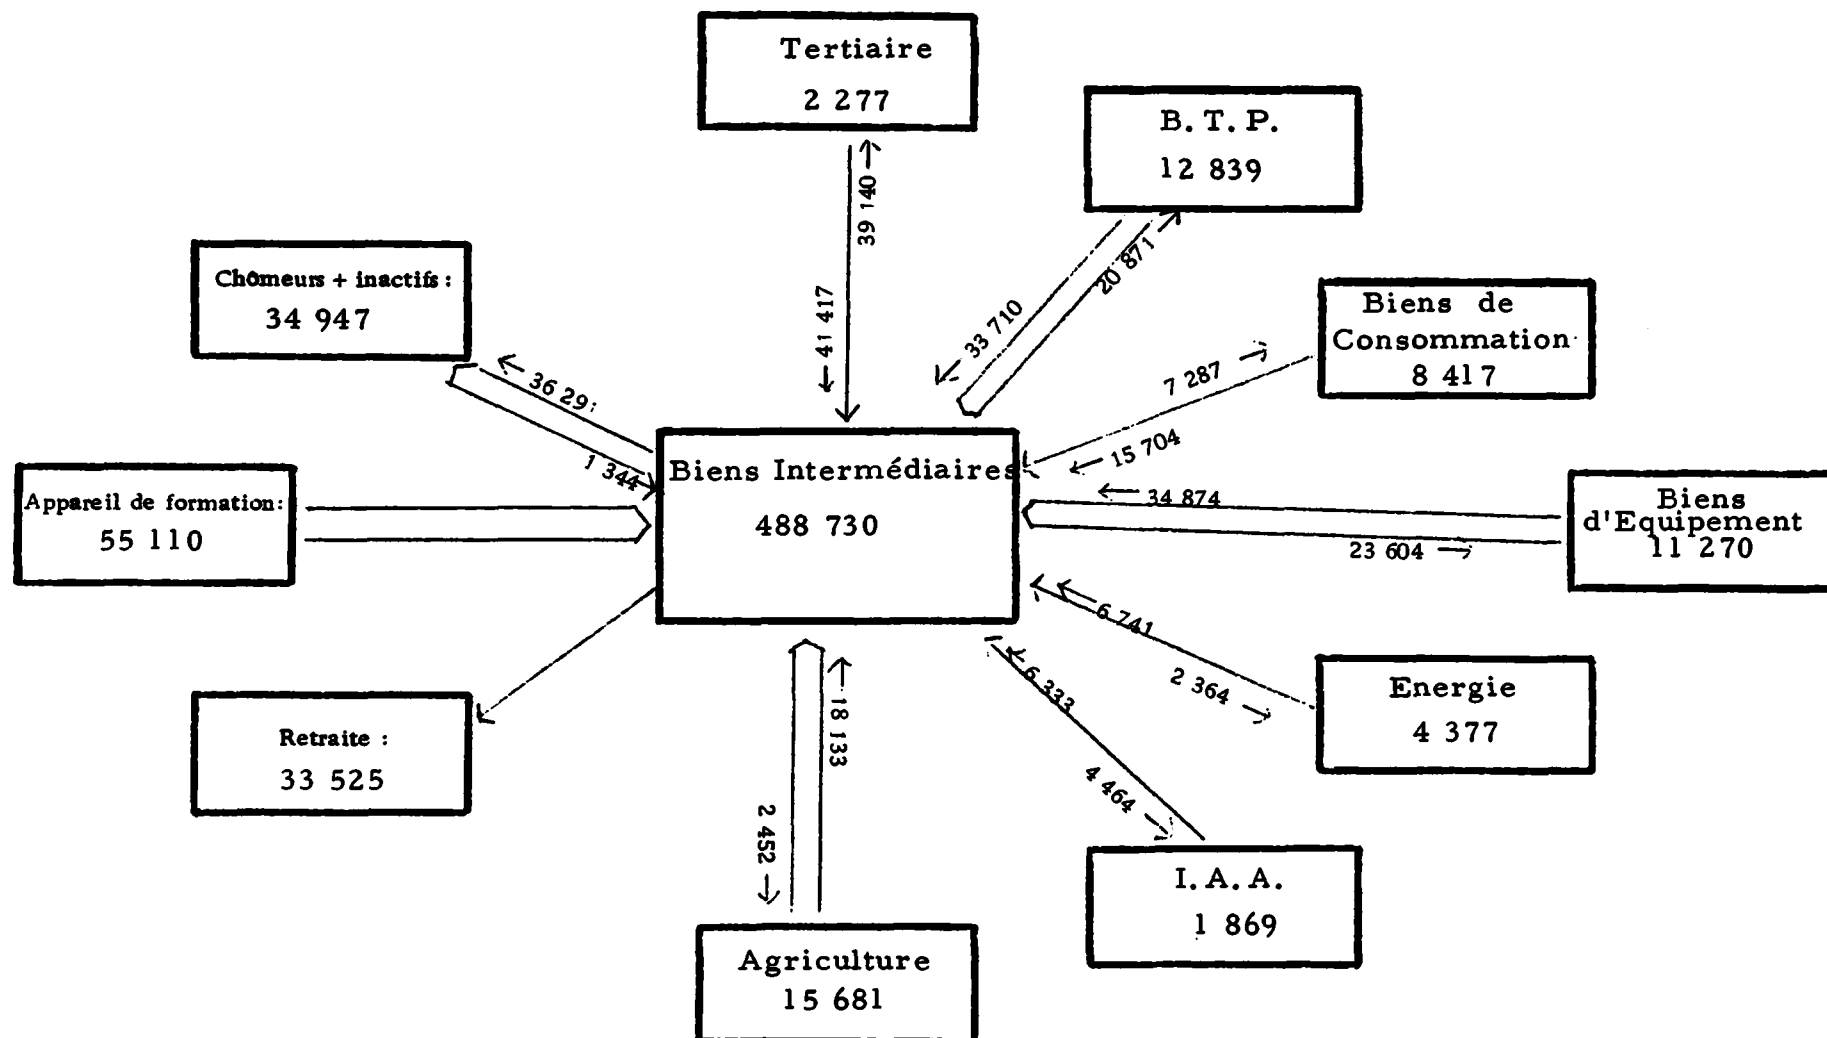 Tertiaire
2 277
B. T. P.
12 839
39 140
41 417
20 871
33 710
Chômeurs + inactifs :
34 947
36 29
1 344
Biens de
Consommation
8 417
7 287
15 704
Biens Intermédiaires
488 730
Appareil de formation :
55 110
34 874
23 604
Biens
d'Equipement
11 270
6 741
2 364
Energie
4 377
6 333
4 464
Retraite :
33 525
18 133
2 452
I. A. A.
1 869
Agriculture
15 681